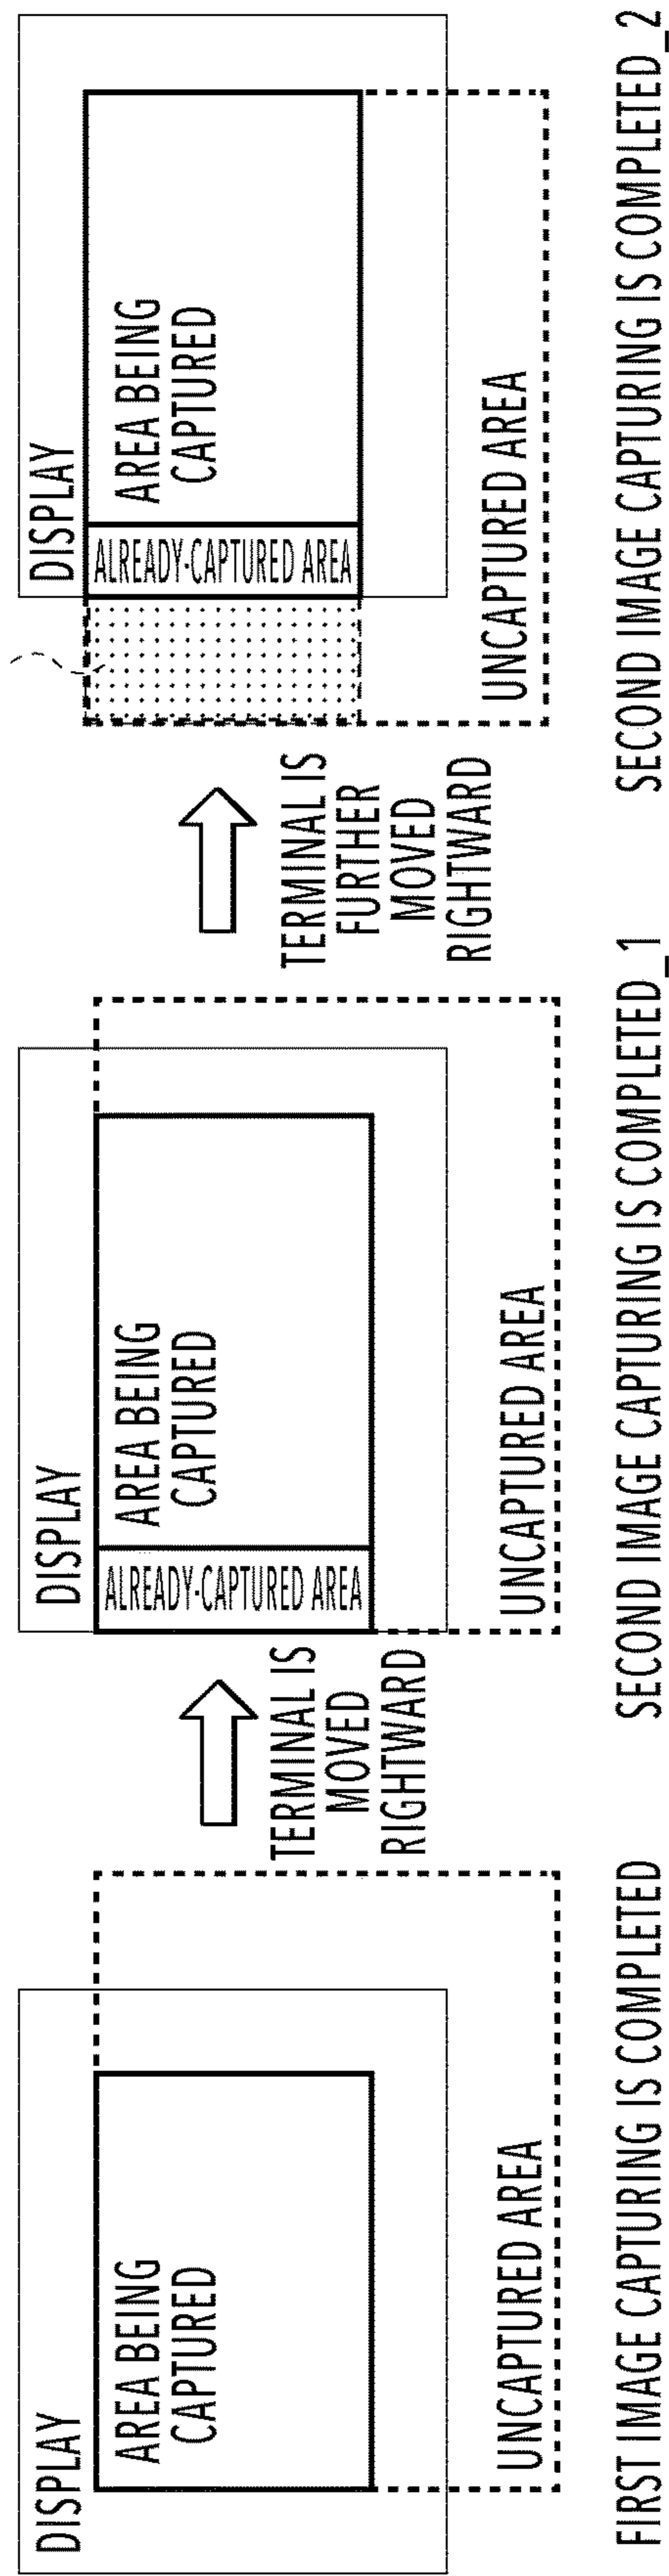 DISPLAY
AREA BEING
CAPTURED
UNCAPTURED AREA
FIRST IMAGE CAPTURING IS COMPLETED
TERMINAL IS
MOVED
RIGHTWARD
DISPLAY
ALREADY-CAPTURED AREA
AREA BEING
CAPTURED
UNCAPTURED AREA
SECOND IMAGE CAPTURING IS COMPLETED_1
TERMINAL IS
FURTHER
MOVED
RIGHTWARD
DISPLAY
ALREADY-CAPTURED AREA
AREA BEING
CAPTURED
UNCAPTURED AREA
SECOND IMAGE CAPTURING IS COMPLETED_2